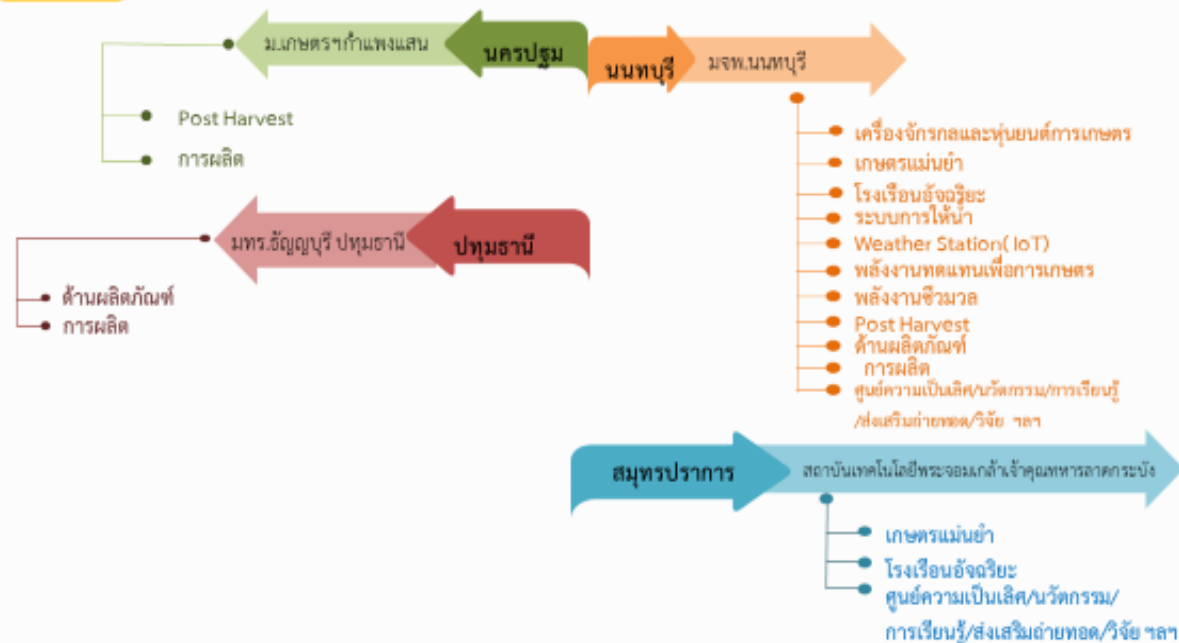 ม.เกษตรฯกำแพงแสน
นครปฐม
Post Harvest
การผลิต
นนทบุรี
มจพ.นนทบุรี
เครื่องจักรกลและหุ่นยนต์การเกษตร
เกษตรแม่นยำ
โรงเรือนอัจฉริยะ
ระบบการให้น้ำ
Weather Station( IoT)
พลังงานทดแทนเพื่อการเกษตร
พลังงานชีวมวล
Post Harvest
ด้านผลิตภัณฑ์
การผลิต
ศูนย์ความเป็นเลิศ/นวัตกรรม/การเรียนรู้
/ส่งเสริมถ่ายทอด/วิจัย ฯลฯ
มทร.ธัญญบุรี ปทุมธานี
ปทุมธานี
ด้านผลิตภัณฑ์
การผลิต
สมุทรปราการ
สถาบันเทคโนโลยีพระจอมเกล้าเจ้าคุณทหารลาดกระบัง
เกษตรแม่นยำ
โรงเรือนอัจฉริยะ
ศูนย์ความเป็นเลิศ/นวัตกรรม/
การเรียนรู้/ส่งเสริมถ่ายทอด/วิจัย ฯลฯ